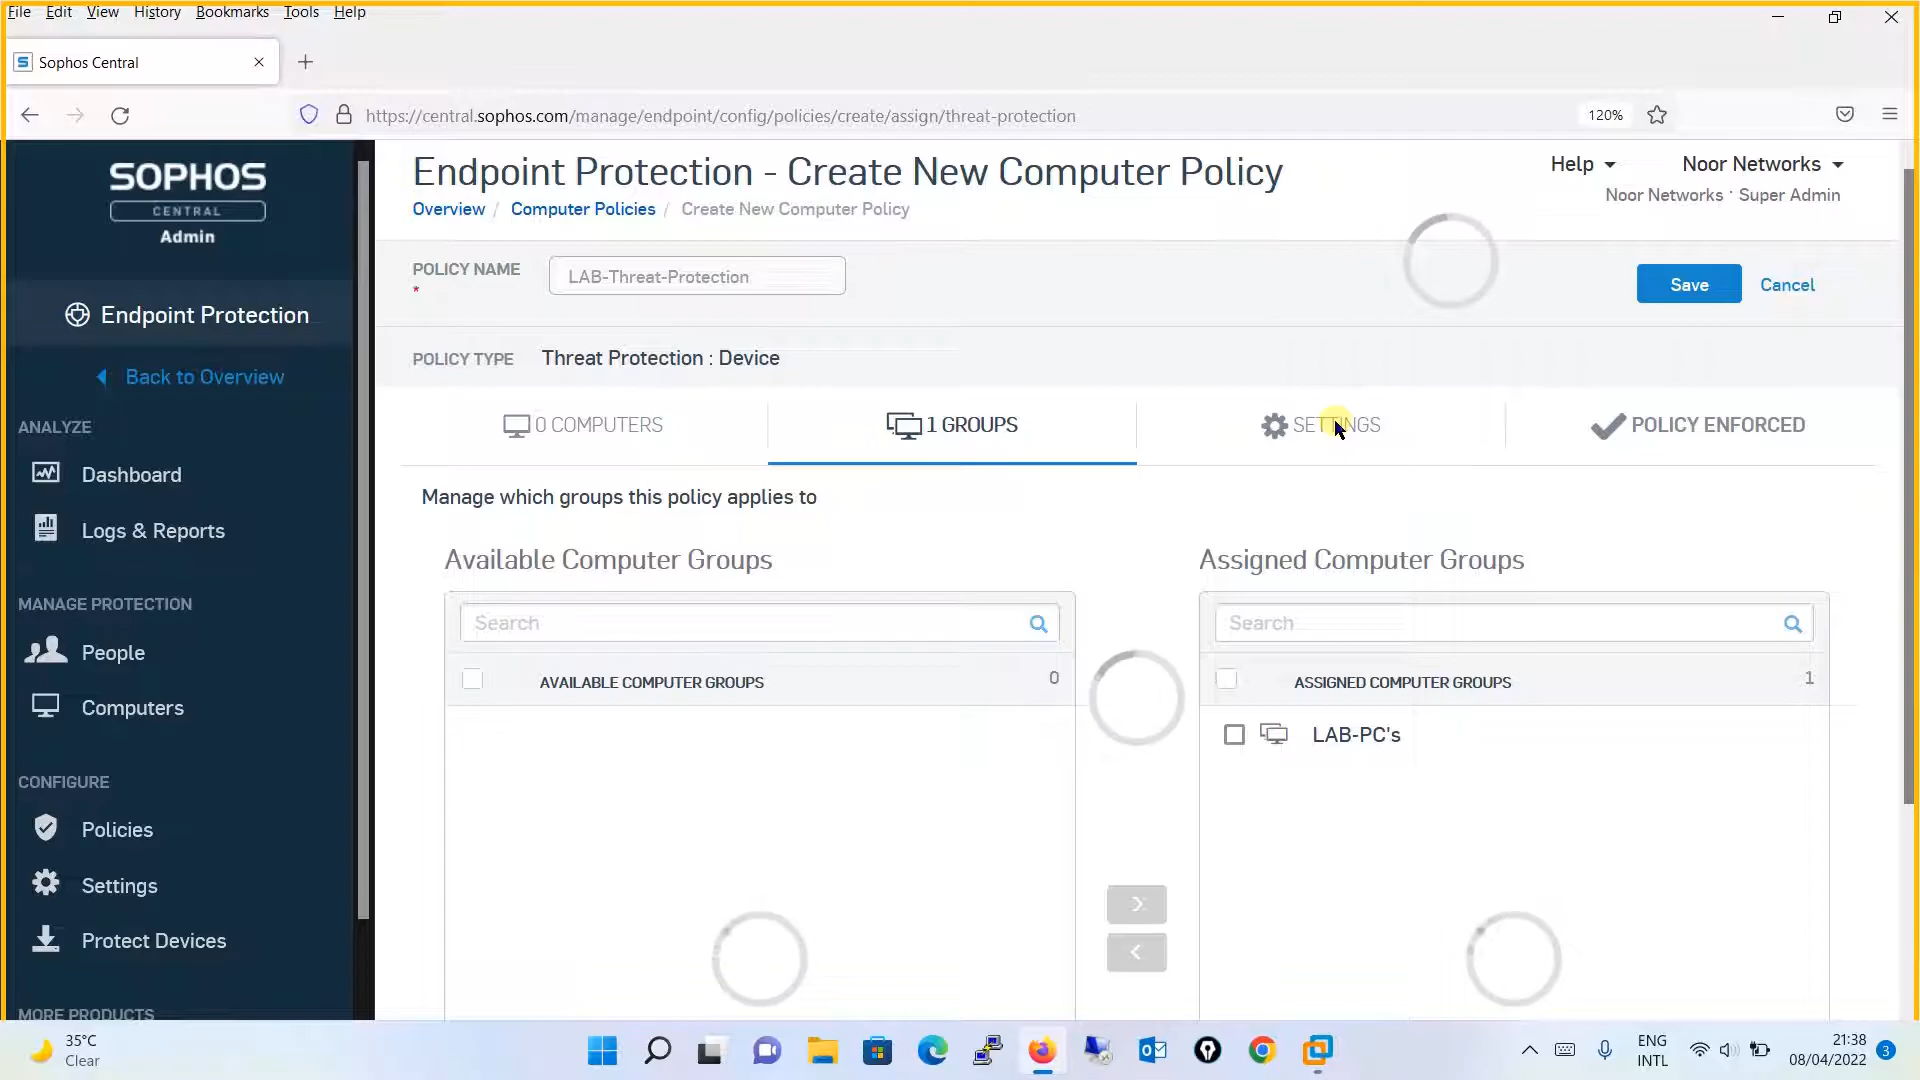 File Edit View History Bookmarks Tools Help
Sophos Central
https://central.sophos.com/manage/endpoint/config/policies/create/assign/threat-protection
120%
SOPHOS
CENTRAL
Admin
Endpoint Protection
Back to Overview
ANALYZE
Dashboard
Logs & Reports
MANAGE PROTECTION
People
Computers
CONFIGURE
Policies
Settings
Protect Devices
MORE PRODUCTS
Endpoint Protection - Create New Computer Policy
Overview / Computer Policies / Create New Computer Policy
Help
Noor Networks
Noor Networks · Super Admin
POLICY NAME
*
LAB-Threat-Protection
Save
Cancel
POLICY TYPE
Threat Protection : Device
0 COMPUTERS
1 GROUPS
SETTINGS
POLICY ENFORCED
Manage which groups this policy applies to
Available Computer Groups
Search
AVAILABLE COMPUTER GROUPS 0
Assigned Computer Groups
Search
ASSIGNED COMPUTER GROUPS 1
LAB-PC's
35°C
Clear
ENG
INTL
21:38
08/04/2022
3